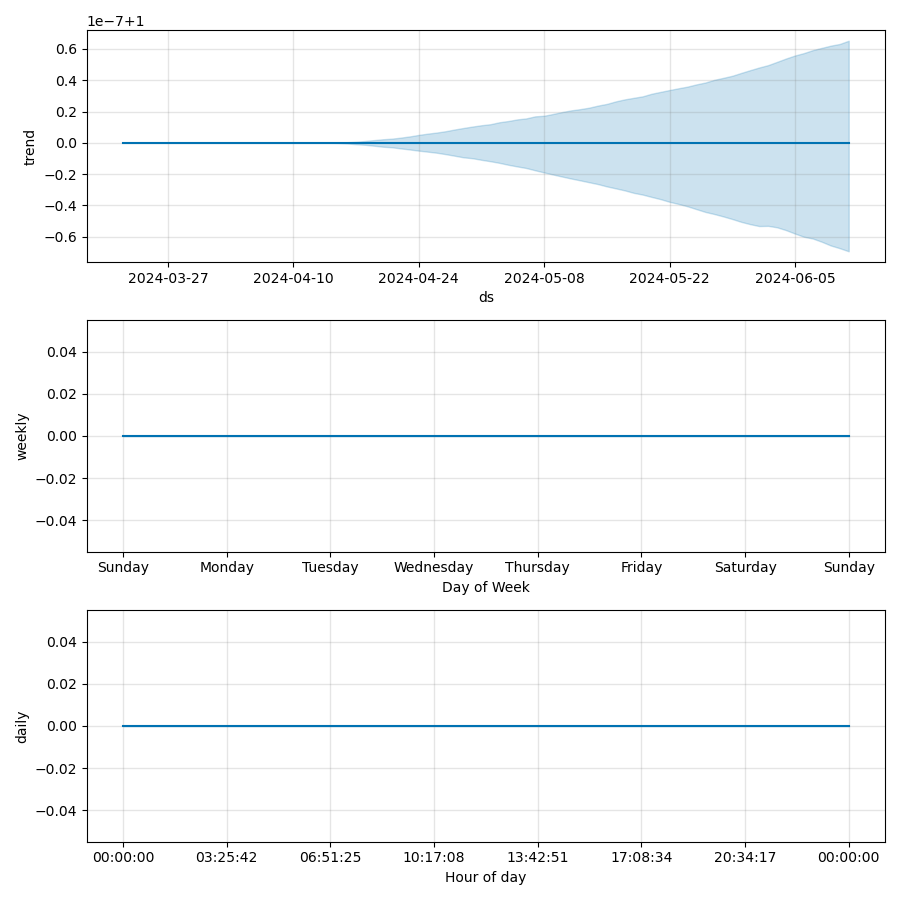 1e−7+1
0.6
0.4
0.2
0.0
−0.2
−0.4
−0.6
trend
2024-03-27 2024-04-10 2024-04-24 2024-05-08 2024-05-22 2024-06-05
ds
0.04
0.02
0.00
−0.02
−0.04
weekly
Sunday Monday Tuesday Wednesday Thursday Friday Saturday Sunday
Day of Week
0.04
0.02
0.00
−0.02
−0.04
daily
00:00:00 03:25:42 06:51:25 10:17:08 13:42:51 17:08:34 20:34:17 00:00:00
Hour of day